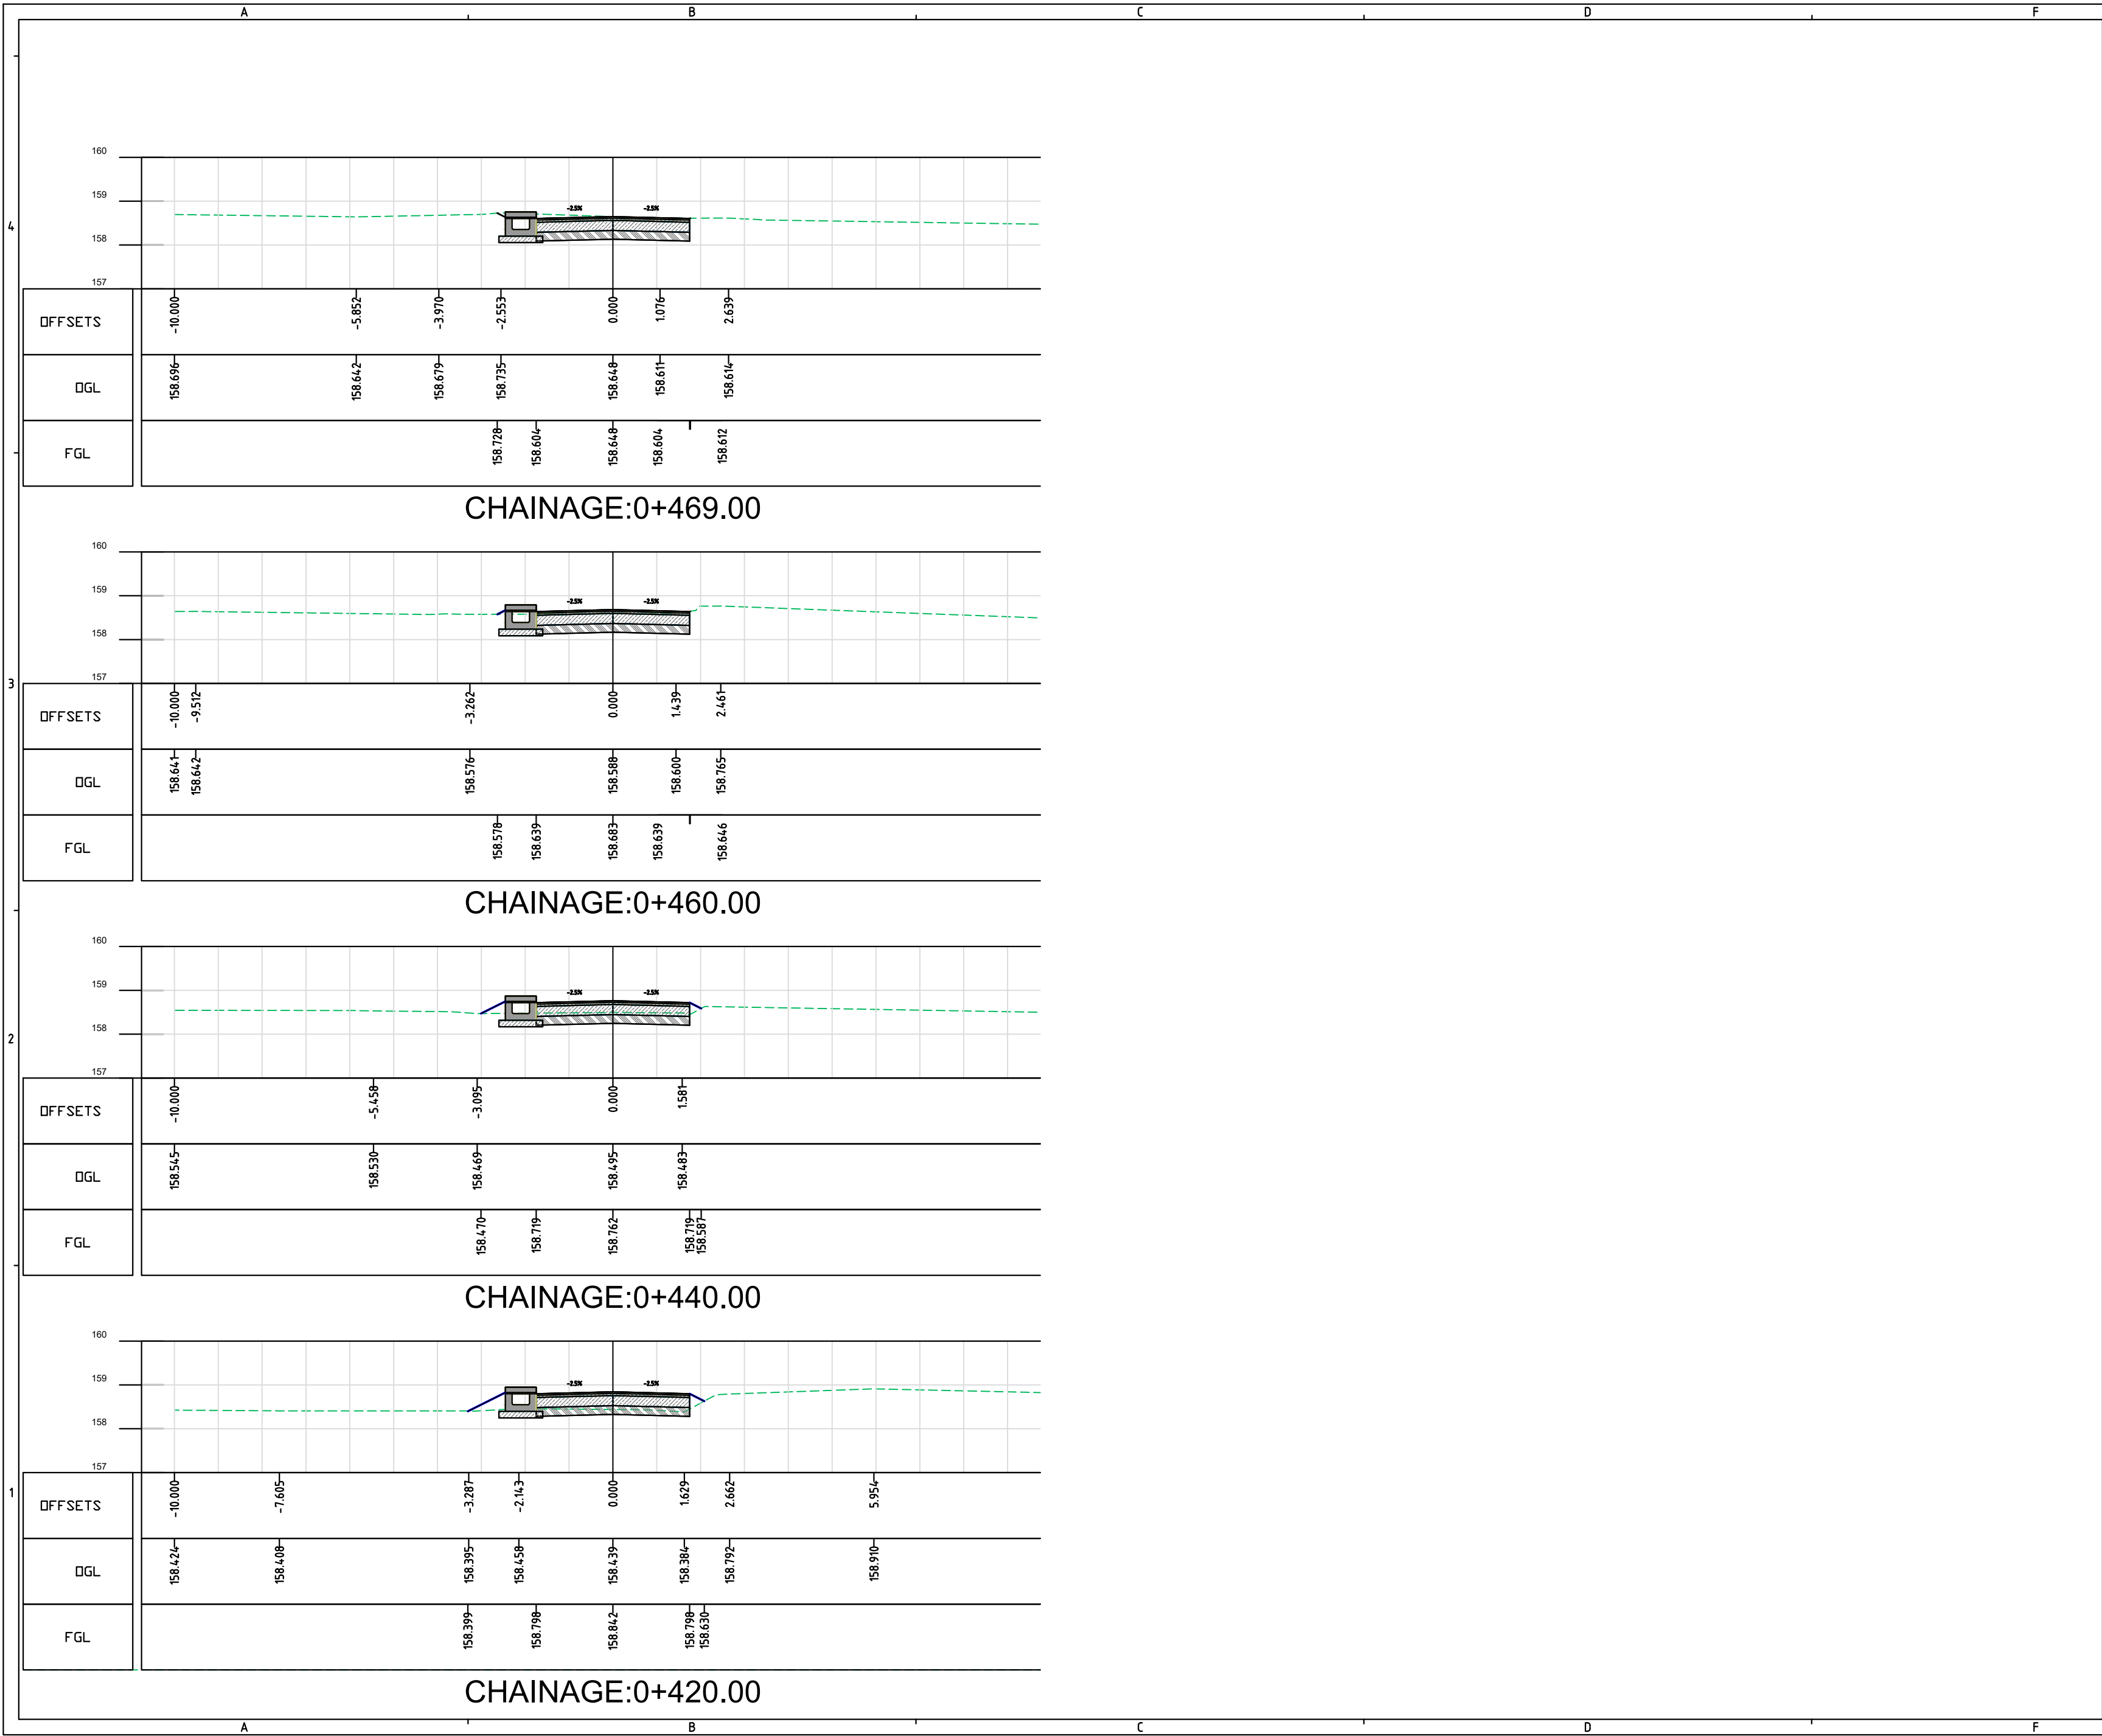 A B C D F
4
160
159
158
157
-2.5% -2.5%
OFFSETS -10.000 -5.852 -3.970 -2.553 0.000 1.076 2.639
OGL 158.696 158.642 158.679 158.735 158.648 158.611 158.614
FGL 158.728 158.604 158.648 158.604 158.612
CHAINAGE:0+469.00
3
160
159
158
157
-2.5% -2.5%
OFFSETS -10.000 -9.512 -3.262 0.000 1.439 2.461
OGL 158.641 158.642 158.576 158.588 158.600 158.765
FGL 158.578 158.639 158.683 158.639 158.646
CHAINAGE:0+460.00
2
160
159
158
157
-2.5% -2.5%
OFFSETS -10.000 -5.458 -3.095 0.000 1.581
OGL 158.545 158.530 158.469 158.495 158.483
FGL 158.470 158.719 158.762 158.719 158.587
CHAINAGE:0+440.00
1
160
159
158
157
-2.5% -2.5%
OFFSETS -10.000 -7.605 -3.287 -2.143 0.000 1.629 2.662 5.954
OGL 158.424 158.408 158.395 158.458 158.439 158.384 158.792 158.910
FGL 158.399 158.798 158.842 158.798 158.630
CHAINAGE:0+420.00
A B C D F